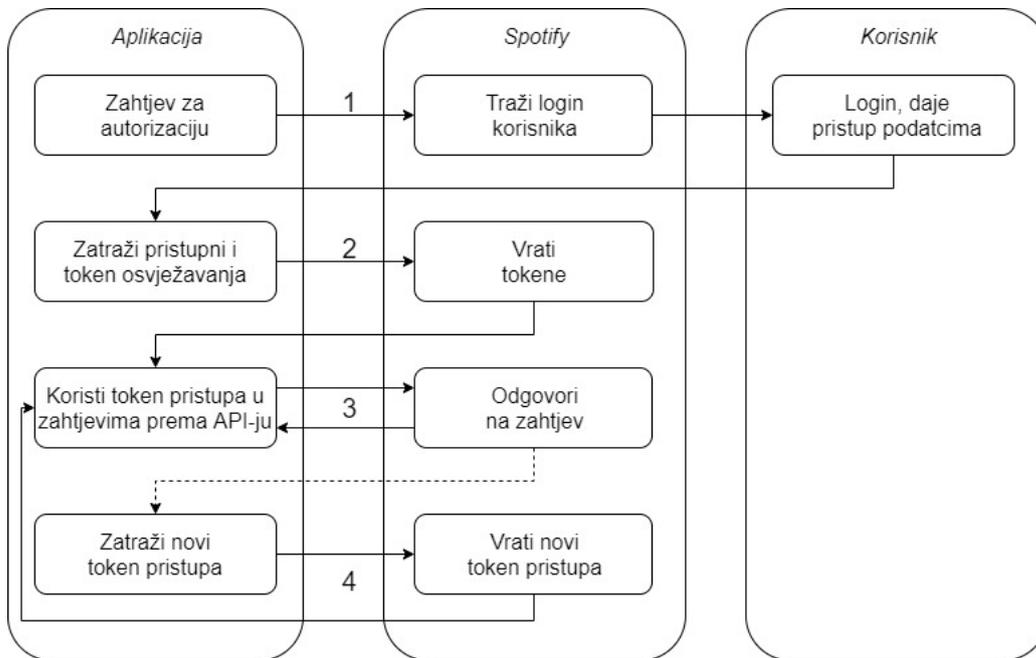 Aplikacija
Spotify
Korisnik
Zahtjev za
autorizaciju
1
Traži login
korisnika
Login, daje
pristup podatcima
Zatraži pristupni i
token osvježavanja
2
Vrati
tokene
Koristi token pristupa u
zahtjevima prema API-ju
3
Odgovori
na zahtjev
Zatraži novi
token pristupa
4
Vrati novi
token pristupa